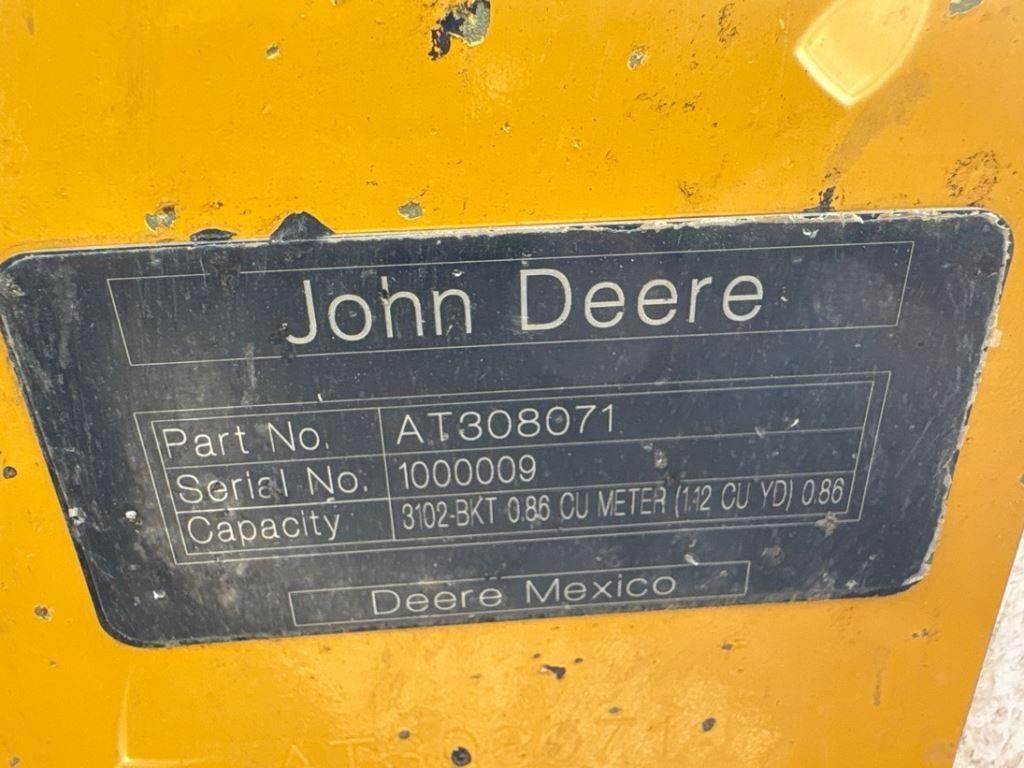 John Deere
Part No. AT308071
Serial No. 1000009
Capacity 3102-BKT 0.86 CU METER (1.12 CU YD) 0.86
Deere Mexico
AT308071